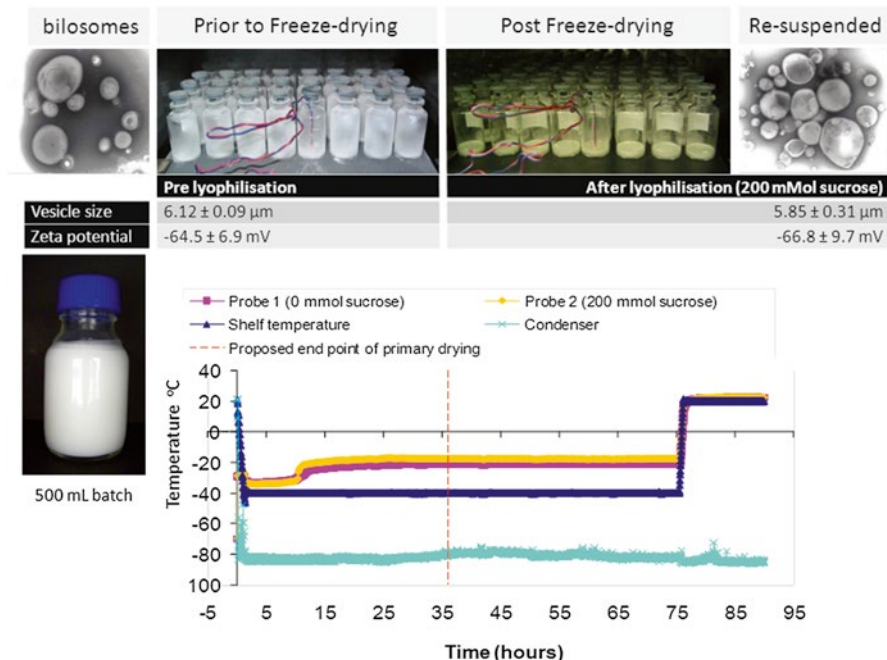 bilosomes
Prior to Freeze-drying
Post Freeze-drying
Re-suspended
Pre lyophilisation
After lyophilisation (200 mMol sucrose)
Vesicle size
6.12 ± 0.09 µm
5.85 ± 0.31 µm
Zeta potential
-64.5 ± 6.9 mV
-66.8 ± 9.7 mV
500 mL batch
Probe 1 (0 mmol sucrose)
Probe 2 (200 mmol sucrose)
Shelf temperature
Condenser
Proposed end point of primary drying
Temperature ºC
40
20
0
-20
-40
-60
-80
100
-5
5
15
25
35
45
55
65
75
85
95
Time (hours)